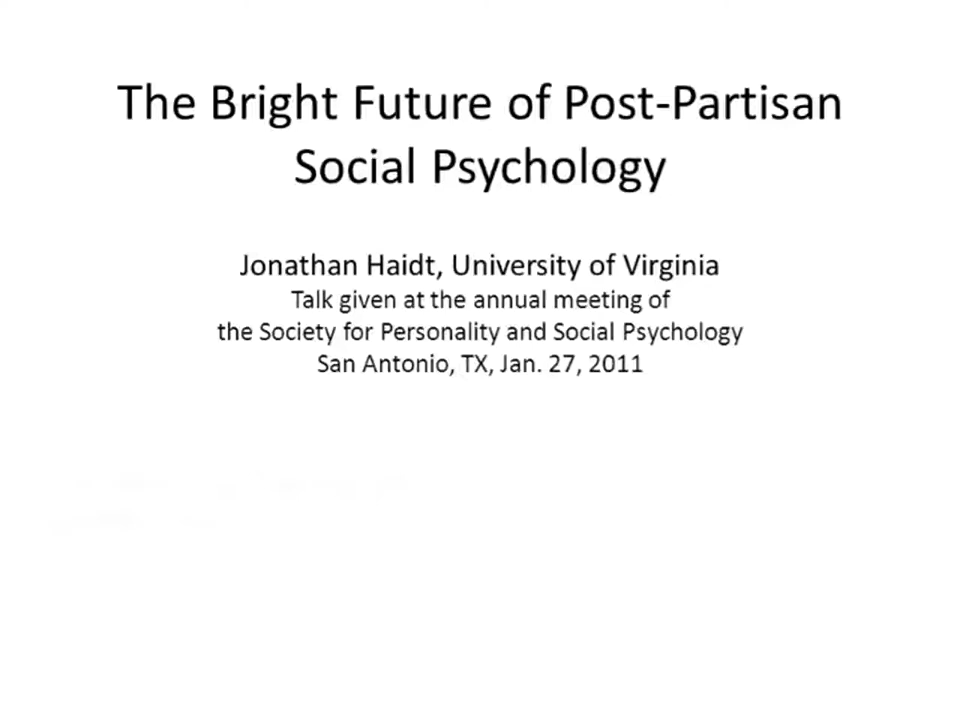 The Bright Future of Post-Partisan
Social Psychology
Jonathan Haidt, University of Virginia
Talk given at the annual meeting of
the Society for Personality and Social Psychology
San Antonio, TX, Jan. 27, 2011